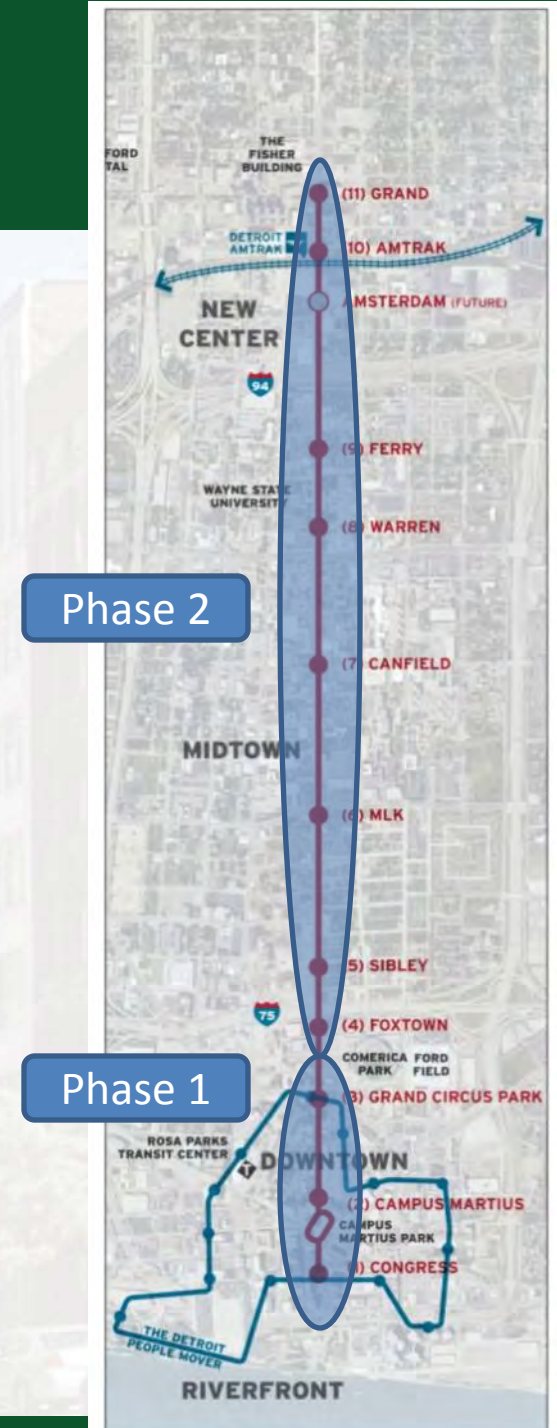 THE
FISHER
BUILDING
FORD
TAL
(11) GRAND
DETROIT
AMTRAK
(10) AMTRAK
AMSTERDAM (FUTURE)
NEW
CENTER
94
(9) FERRY
WAYNE STATE
UNIVERSITY
(8) WARREN
Phase 2
(7) CANFIELD
MIDTOWN
(6) MLK
(5) SIBLEY
75
(4) FOXTOWN
COMERICA
PARK
FORD
FIELD
Phase 1
(3) GRAND CIRCUS PARK
ROSA PARKS
TRANSIT CENTER
T
DOWNTOWN
(2) CAMPUS MARTIUS
CAMPUS
MARTIUS PARK
(1) CONGRESS
THE DETROIT
PEOPLE MOVER
RIVERFRONT